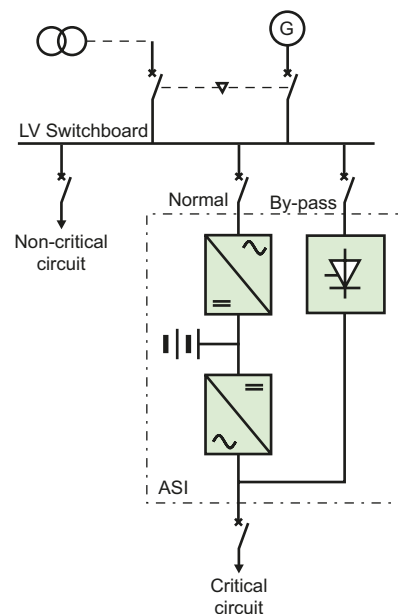 G
LV Switchboard
Normal
By-pass
Non-critical
circuit
ASI
Critical
circuit